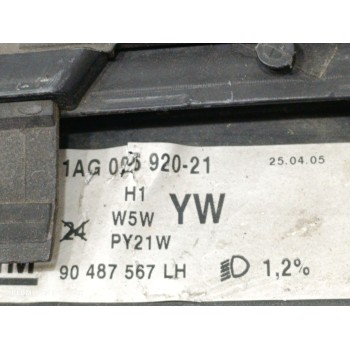 1AG 0 920-21 25.04.05
H1
W5W YW
24 PY21W
90 487 567 LH 1,2%